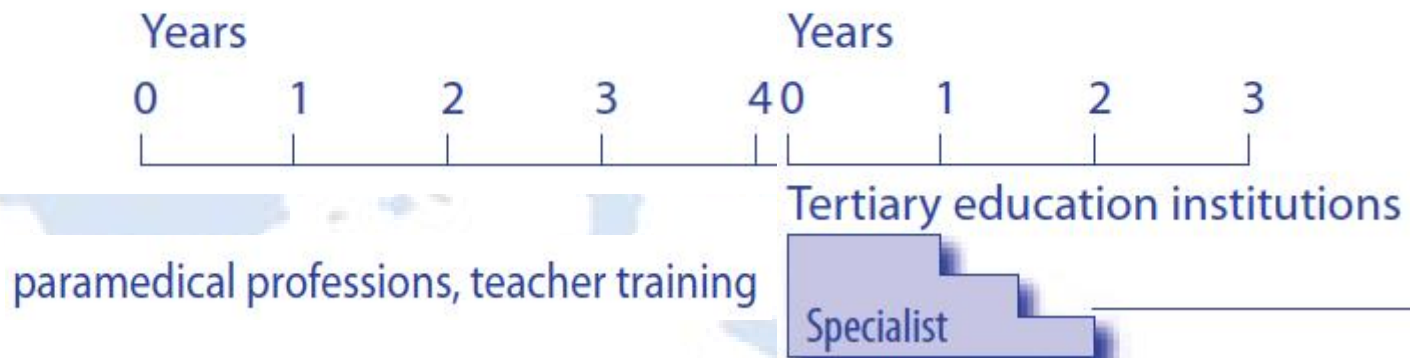 Years
0 1 2 3 4
paramedical professions, teacher training
Years
0 1 2 3
Tertiary education institutions
Specialist